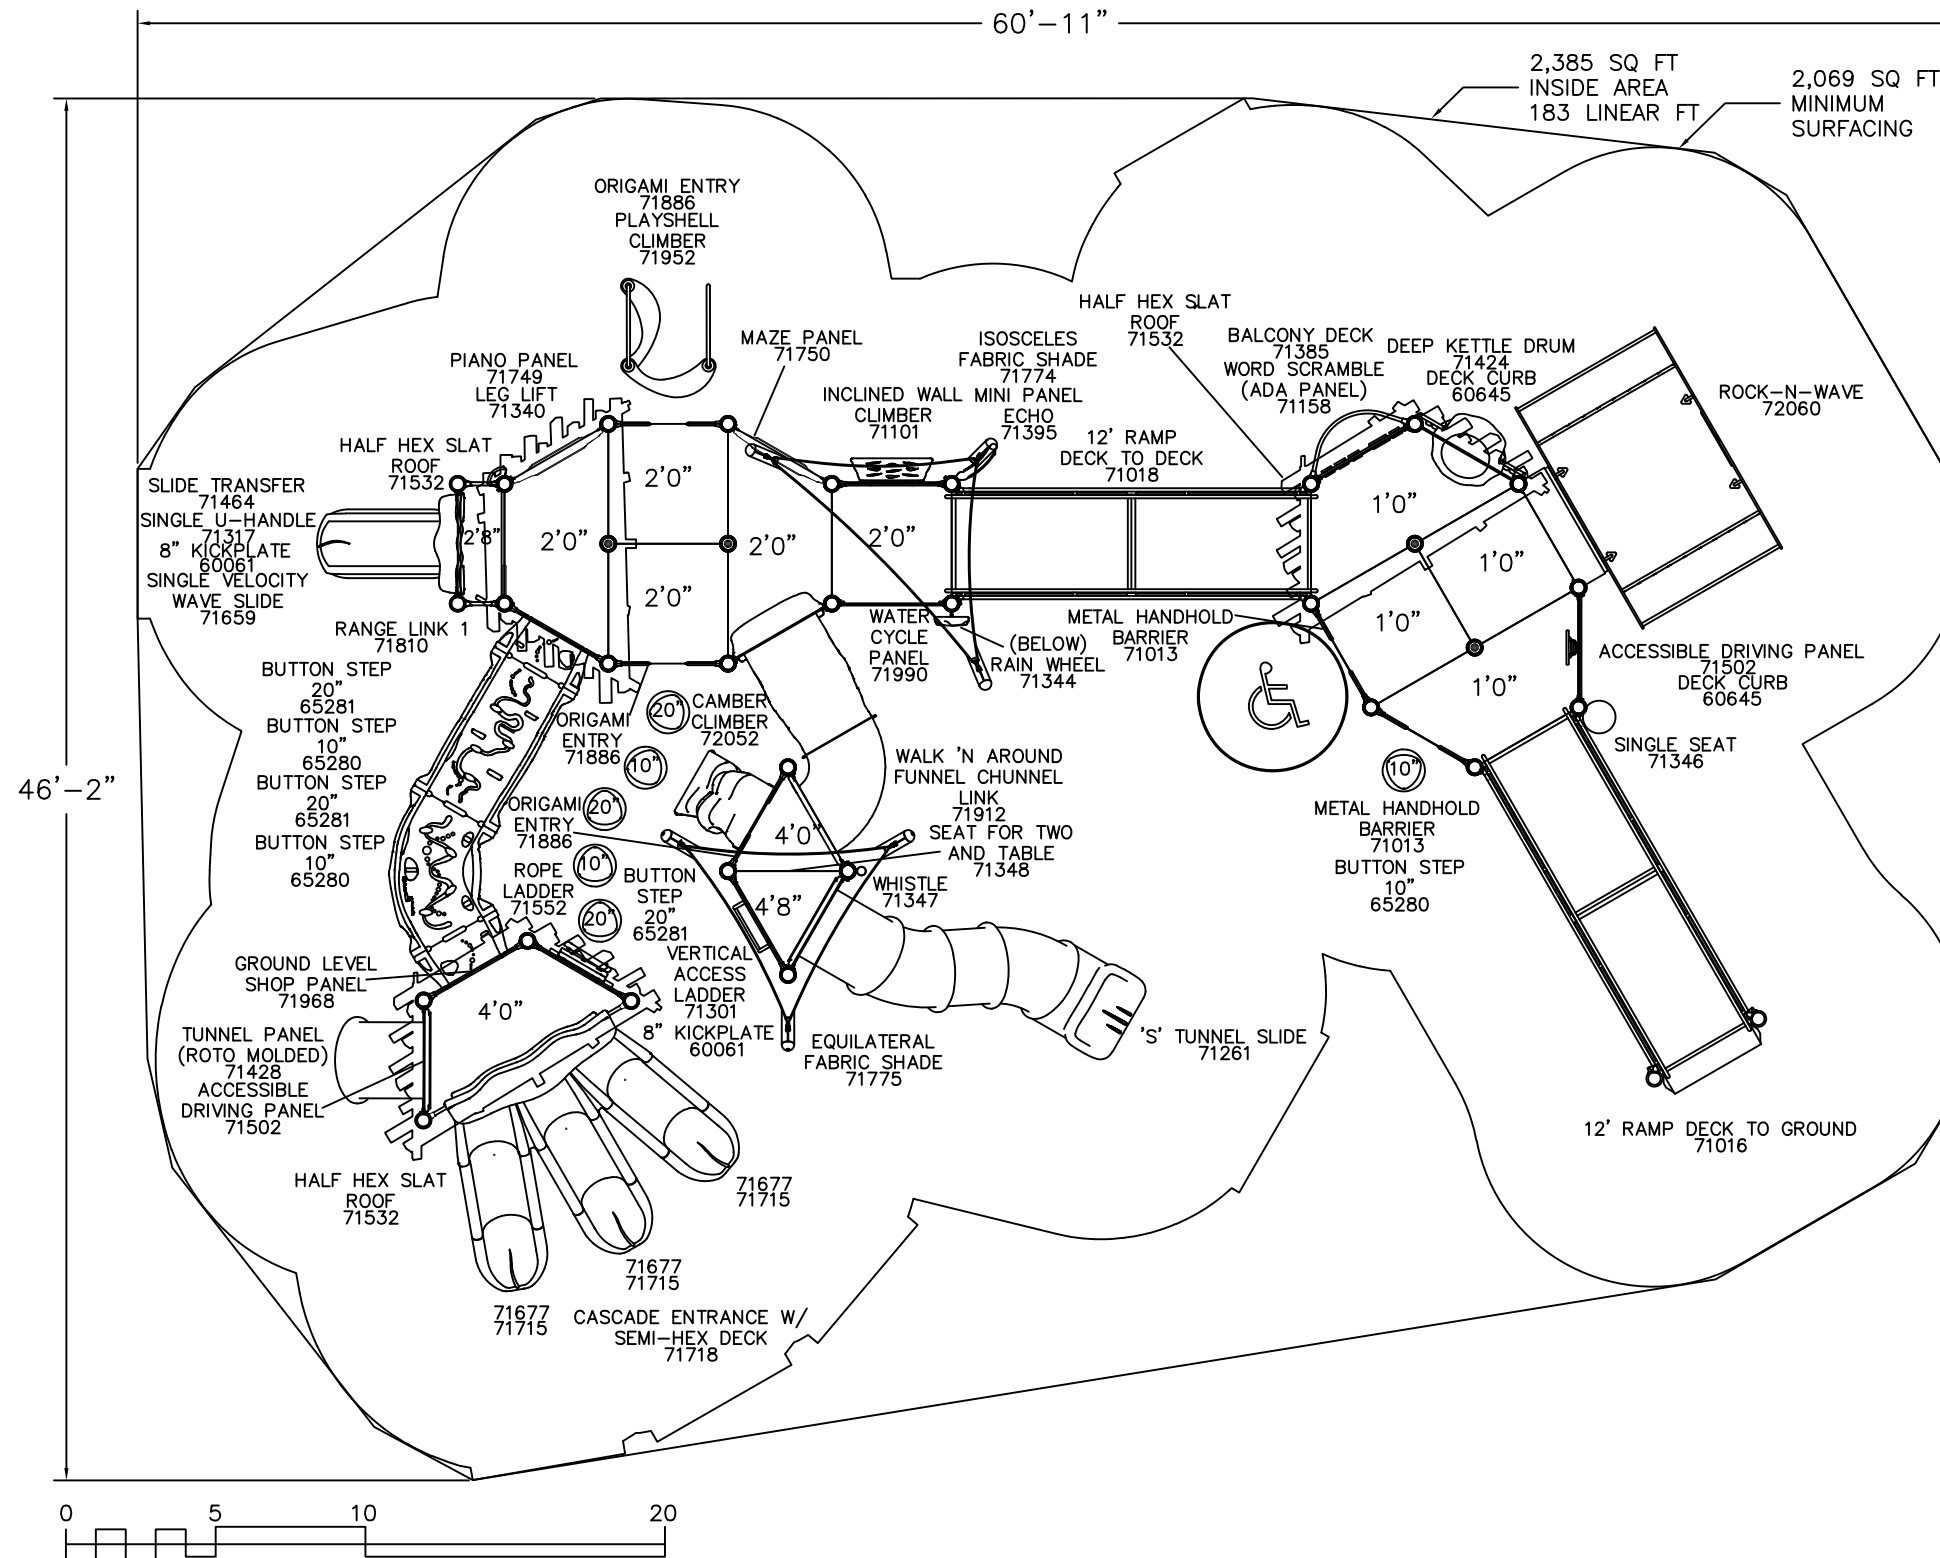 60'-11"
2,385 SQ FT
INSIDE AREA
183 LINEAR FT
2,069 SQ FT
MINIMUM
SURFACING
ORIGAMI ENTRY
71886
PLAYSHELL
CLIMBER
71952
MAZE PANEL
71750
ISOSCELES
FABRIC SHADE
71774
MINI PANEL
ECHO
71395
INCLINED WALL
CLIMBER
71101
12' RAMP
DECK TO DECK
71018
HALF HEX SLAT
ROOF
71532
BALCONY DECK
71385
WORD SCRAMBLE
(ADA PANEL)
71158
DEEP KETTLE DRUM
71424
DECK CURB
60645
ROCK-N-WAVE
72060
PIANO PANEL
71749
LEG LIFT
71340
HALF HEX SLAT
ROOF
71532
SLIDE TRANSFER
71464
SINGLE U-HANDLE
71317
8" KICKPLATE
60061
SINGLE VELOCITY
WAVE SLIDE
71659
2'8"
2'0"
2'0"
2'0"
2'0"
2'0"
1'0"
1'0"
1'0"
1'0"
RANGE LINK 1
71810
BUTTON STEP
20"
65281
BUTTON STEP
10"
65280
BUTTON STEP
20"
65281
BUTTON STEP
10"
65280
ORIGAMI
ENTRY
71886
20"
10"
20"
10"
20"
CAMBER
CLIMBER
72052
WATER
CYCLE
PANEL
71990
(BELOW)
RAIN WHEEL
71344
METAL HANDHOLD
BARRIER
71013
ACCESSIBLE DRIVING PANEL
71502
DECK CURB
60645
SINGLE SEAT
71346
46'-2"
WALK 'N AROUND
FUNNEL CHUNNEL
LINK
71912
SEAT FOR TWO
AND TABLE
71348
WHISTLE
71347
4'0"
4'8"
ORIGAMI
ENTRY
71886
ROPE
LADDER
71552
BUTTON
STEP
20"
65281
VERTICAL
ACCESS
LADDER
71301
8" KICKPLATE
60061
10"
METAL HANDHOLD
BARRIER
71013
BUTTON STEP
10"
65280
GROUND LEVEL
SHOP PANEL
71968
4'0"
TUNNEL PANEL
(ROTO MOLDED)
71428
ACCESSIBLE
DRIVING PANEL
71502
EQUILATERAL
FABRIC SHADE
71775
'S' TUNNEL SLIDE
71261
12' RAMP DECK TO GROUND
71016
HALF HEX SLAT
ROOF
71532
71677
71715
71677
71715
71677
71715
CASCADE ENTRANCE W/
SEMI-HEX DECK
71718
0 5 10 20